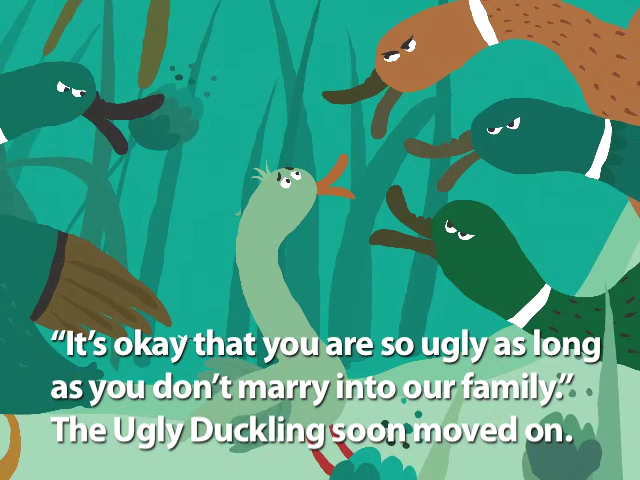 “It’s okay that you are so ugly as long
as you don’t marry into our family.”
The Ugly Duckling soon moved on.